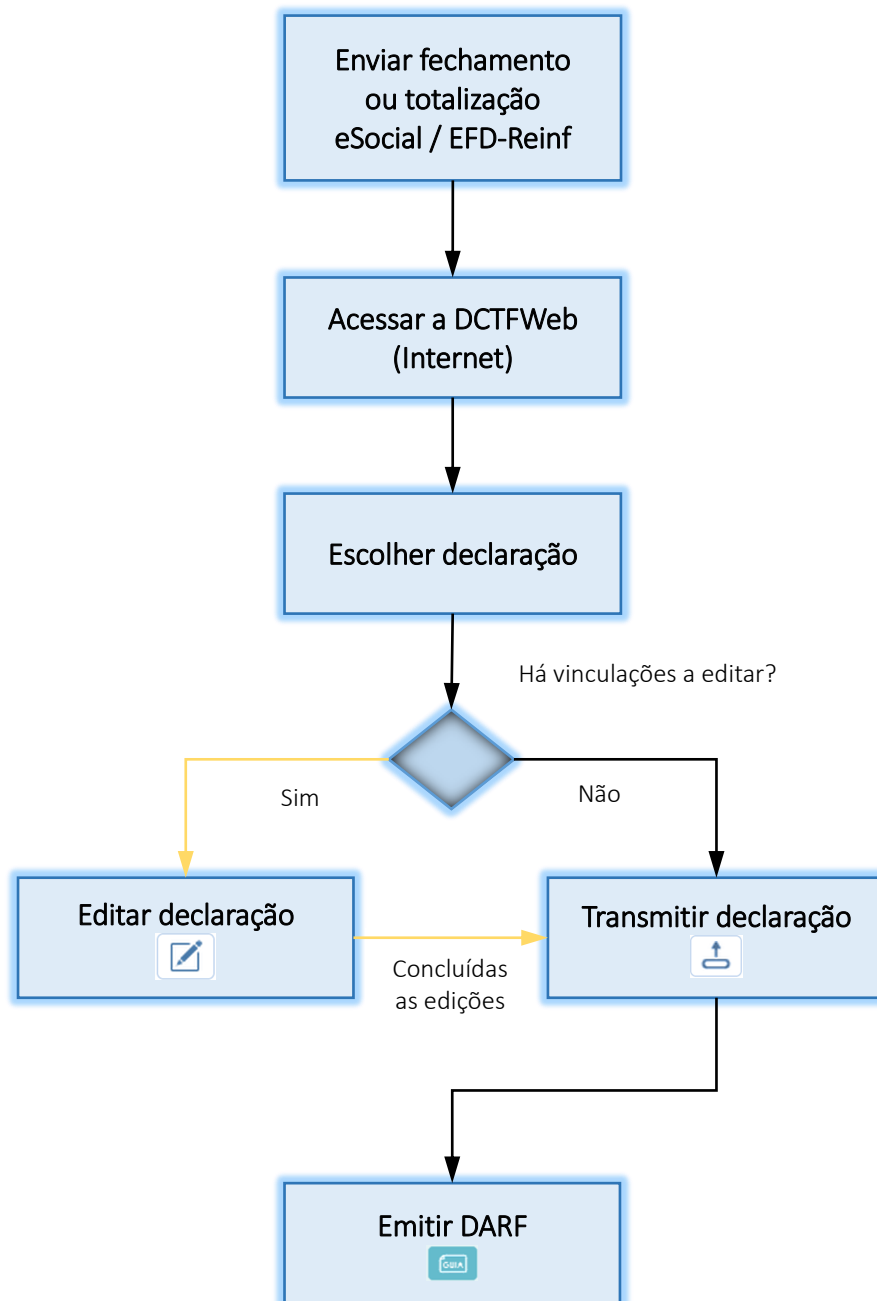 Enviar fechamento
ou totalização
eSocial / EFD-Reinf
Acessar a DCTFWeb
(Internet)
Escolher declaração
Há vinculações a editar?
Sim
Não
Editar declaração
Transmitir declaração
Concluídas
as edições
Emitir DARF
GUIA